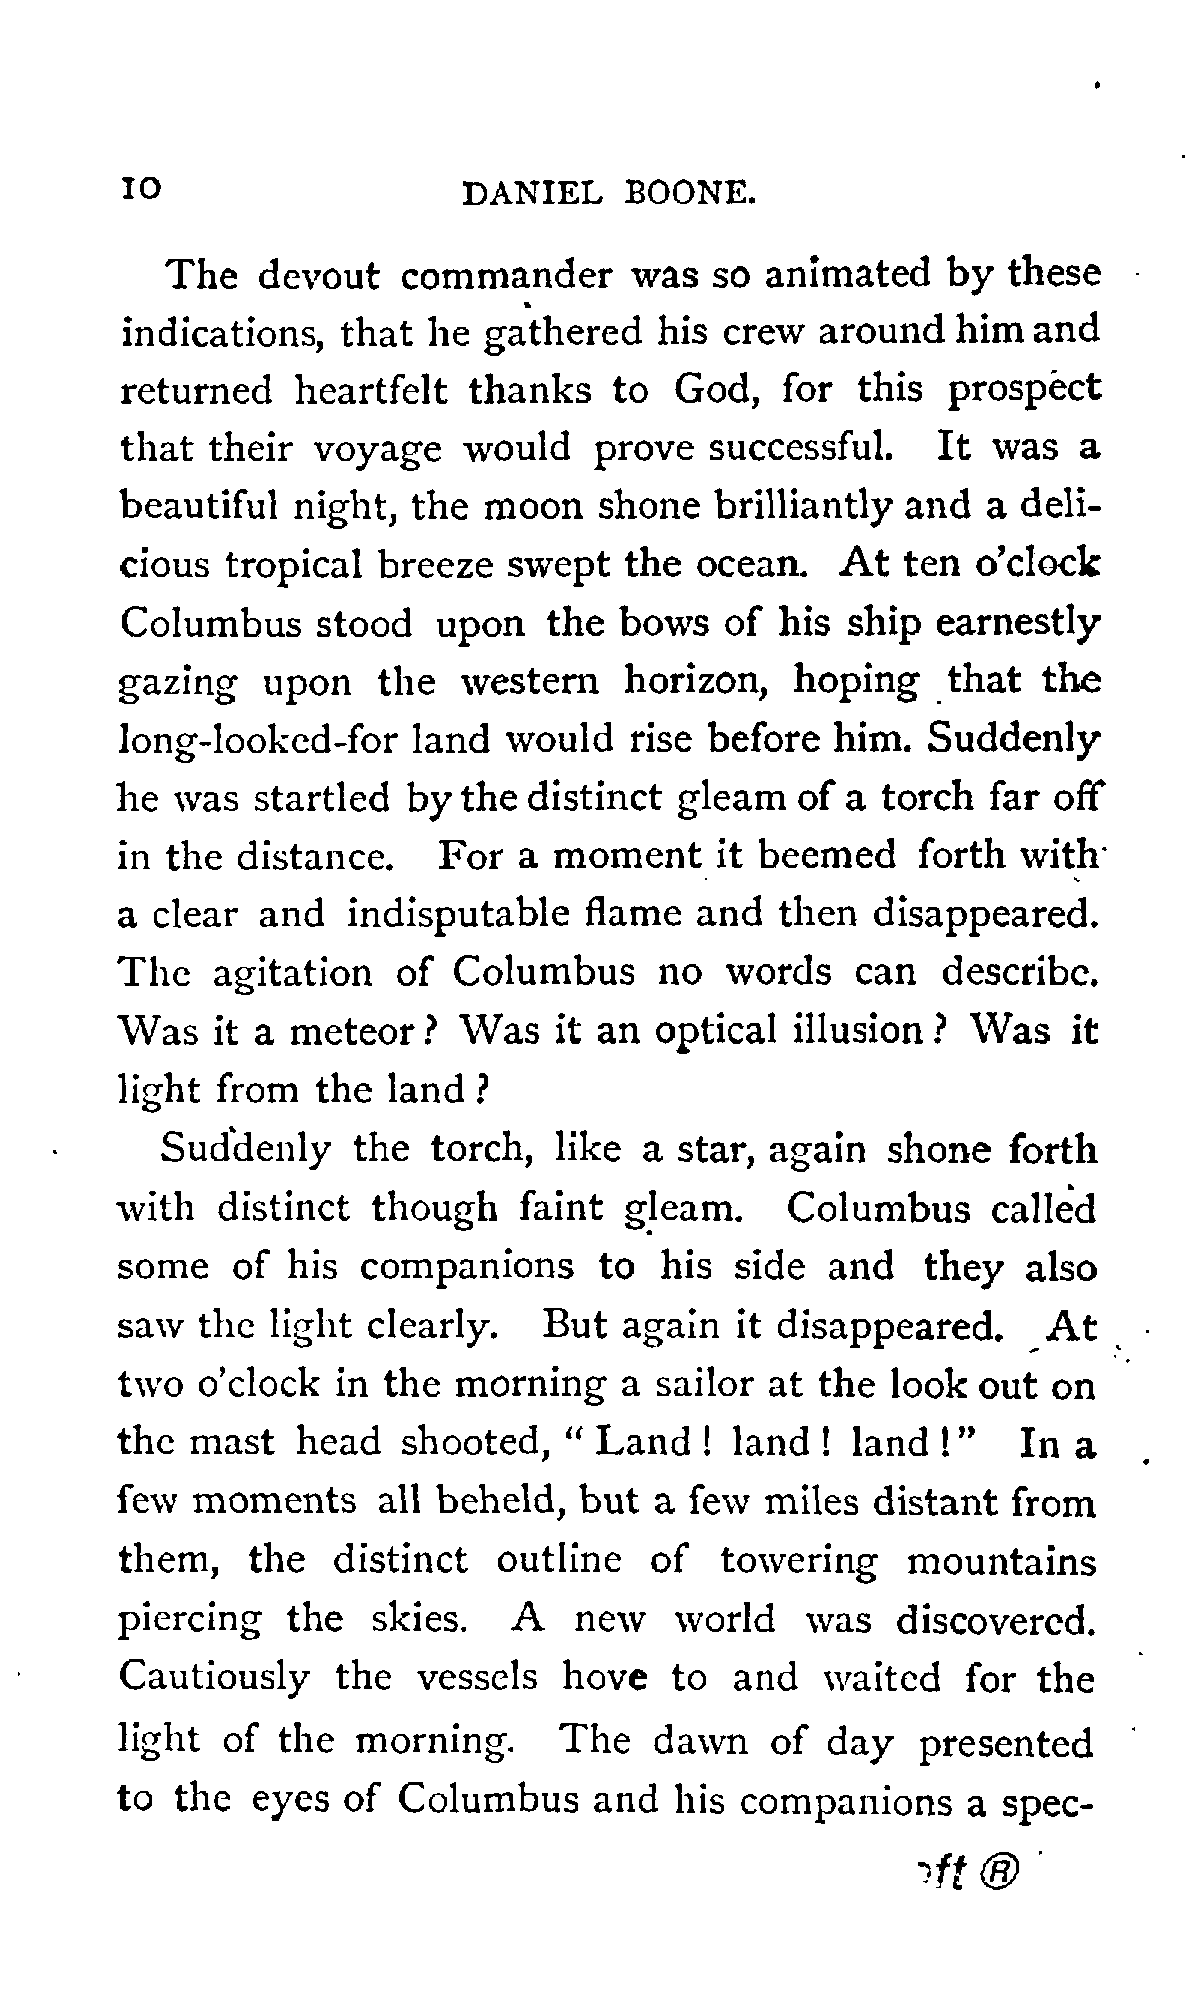 10 DANIEL BOONE.
The devout commander was so animated by these
indications, that he gathered his crew around him and
returned heartfelt thanks to God, for this prospect
that their voyage would prove successful. It was a
beautiful night, the moon shone brilliantly and a deli-
cious tropical breeze swept the ocean. At ten o'clock
Columbus stood upon the bows of his ship earnestly
gazing upon the western horizon, hoping that the
long-looked-for land would rise before him. Suddenly
he was startled by the distinct gleam of a torch far off
in the distance. For a moment it beemed forth with
a clear and indisputable flame and then disappeared.
The agitation of Columbus no words can describe.
Was it a meteor? Was it an optical illusion? Was it
light from the land?
Suddenly the torch, like a star, again shone forth
with distinct though faint gleam. Columbus called
some of his companions to his side and they also
saw the light clearly. But again it disappeared. At
two o'clock in the morning a sailor at the look out on
the mast head shooted, "Land! land! land!" In a
few moments all beheld, but a few miles distant from
them, the distinct outline of towering mountains
piercing the skies. A new world was discovered.
Cautiously the vessels hove to and waited for the
light of the morning. The dawn of day presented
to the eyes of Columbus and his companions a spec-
®